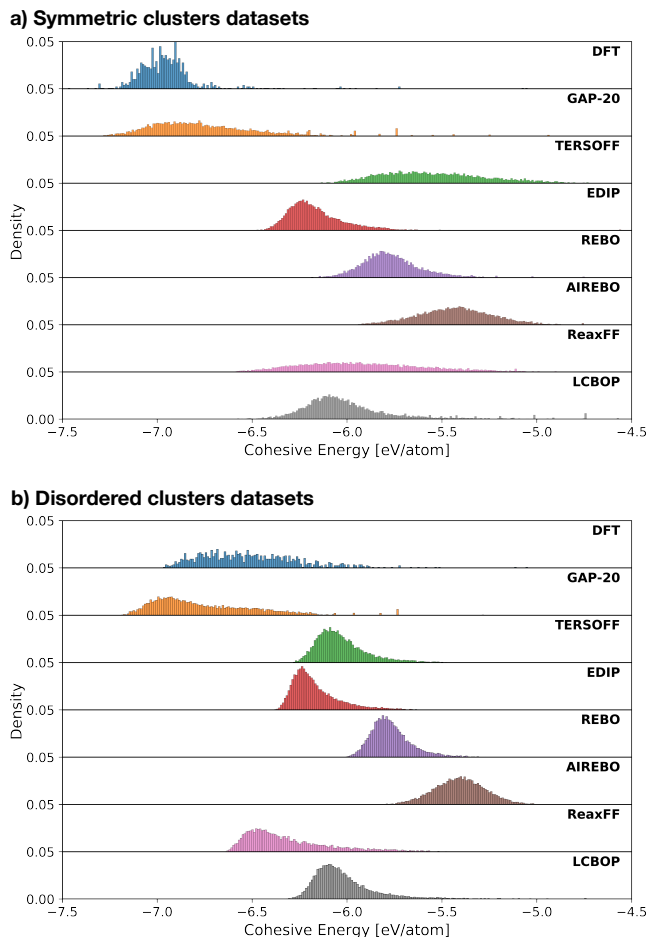 a) Symmetric clusters datasets
0.05
DFT
0.05
GAP-20
0.05
TERSOFF
0.05
EDIP
0.05
REBO
0.05
AIREBO
0.05
ReaxFF
0.05
LCBOP
0.00
Density
−7.5 −7.0 −6.5 −6.0 −5.5 −5.0 −4.5
Cohesive Energy [eV/atom]
b) Disordered clusters datasets
0.05
DFT
0.05
GAP-20
0.05
TERSOFF
0.05
EDIP
0.05
REBO
0.05
AIREBO
0.05
ReaxFF
0.05
LCBOP
0.00
Density
−7.5 −7.0 −6.5 −6.0 −5.5 −5.0 −4.5
Cohesive Energy [eV/atom]